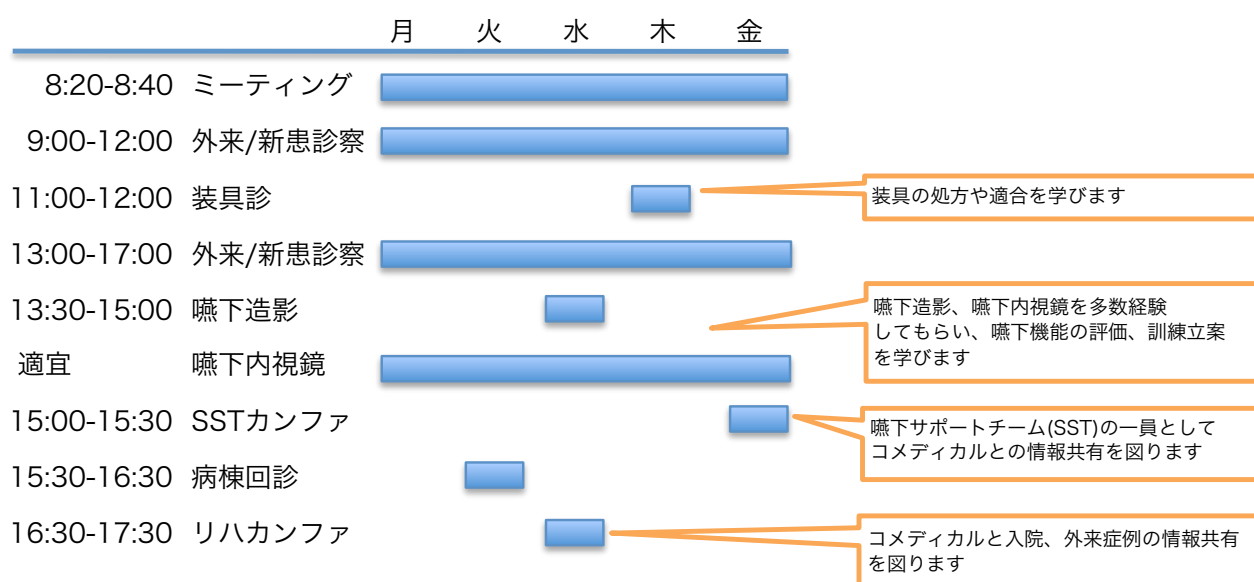 月 火 水 木 金
8:20-8:40 ミーティング
9:00-12:00 外来/新患診察
11:00-12:00 装具診
装具の処方や適合を学びます
13:00-17:00 外来/新患診察
13:30-15:00 嚥下造影
嚥下造影、嚥下内視鏡を多数経験
してもらい、嚥下機能の評価、訓練立案
を学びます
適宜 嚥下内視鏡
15:00-15:30 SSTカンファ
嚥下サポートチーム(SST)の一員として
コメディカルとの情報共有を図ります
15:30-16:30 病棟回診
16:30-17:30 リハカンファ
コメディカルと入院、外来症例の情報共有
を図ります